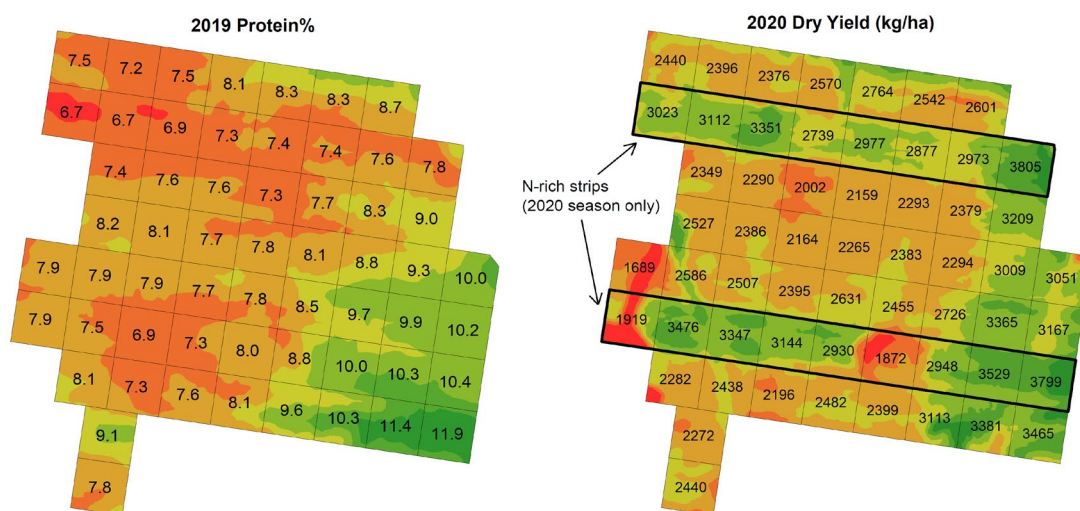 2019 Protein%
7.5 7.2 7.5 8.1 8.3 8.3 8.7
6.7 6.7 6.9 7.3 7.4 7.4 7.6 7.8
7.4 7.6 7.6 7.3 7.7 8.3 9.0
8.2 8.1 7.7 7.8 8.1 8.8 9.3 10.0
7.9 7.9 7.9 7.7 7.8 8.5 9.7 9.9 10.2
7.9 7.5 6.9 7.3 8.0 8.8 10.0 10.3 10.4
8.1 7.3 7.6 8.1 9.6 10.3 11.4 11.9
9.1
7.8
2020 Dry Yield (kg/ha)
2440 2396 2376 2570 2764 2542 2601
3023 3112 3351 2739 2977 2877 2973 3805
N-rich strips
(2020 season only)
2349 2290 2002 2159 2293 2379 3209
2527 2386 2164 2265 2383 2294 3009 3051
1689 2586 2507 2395 2631 2455 2726 3365 3167
1919 3476 3347 3144 2930 1872 2948 3529 3799
2282 2438 2196 2482 2399 3113 3381 3465
2272
2440